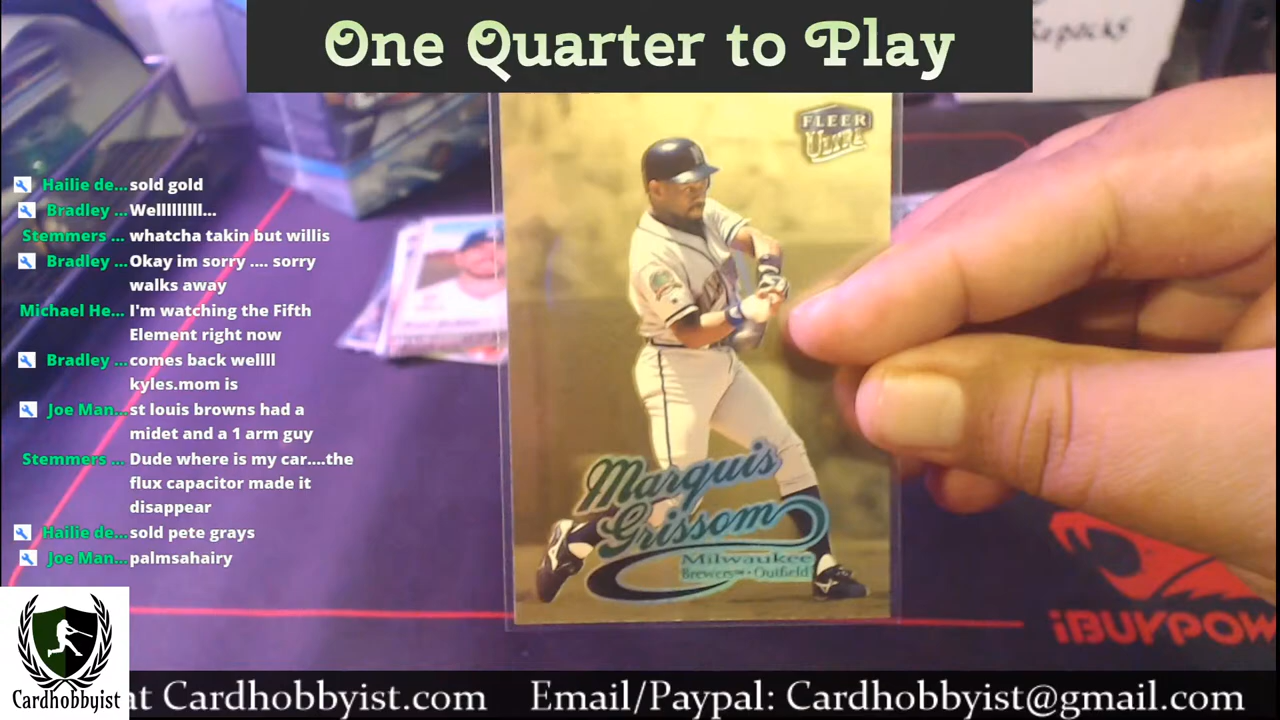 One Quarter to Play
Repacks
FLEER
ULTRA
Hailie de... sold gold
Bradley ... Welllllllll...
Stemmers ... whatcha takin but willis
Bradley ... Okay im sorry .... sorry
walks away
Michael He... I'm watching the Fifth
Element right now
Bradley ... comes back wellll
kyles.mom is
Joe Man... st louis browns had a
midet and a 1 arm guy
Stemmers ... Dude where is my car....the
flux capacitor made it
disappear
Hailie de... sold pete grays
Joe Man... palmsahairy
Marquis
Grissom
Milwaukee
Brewers™ • Outfield
iBUYPOW
Cardhobbyist
at Cardhobbyist.com Email/Paypal: Cardhobbyist@gmail.com